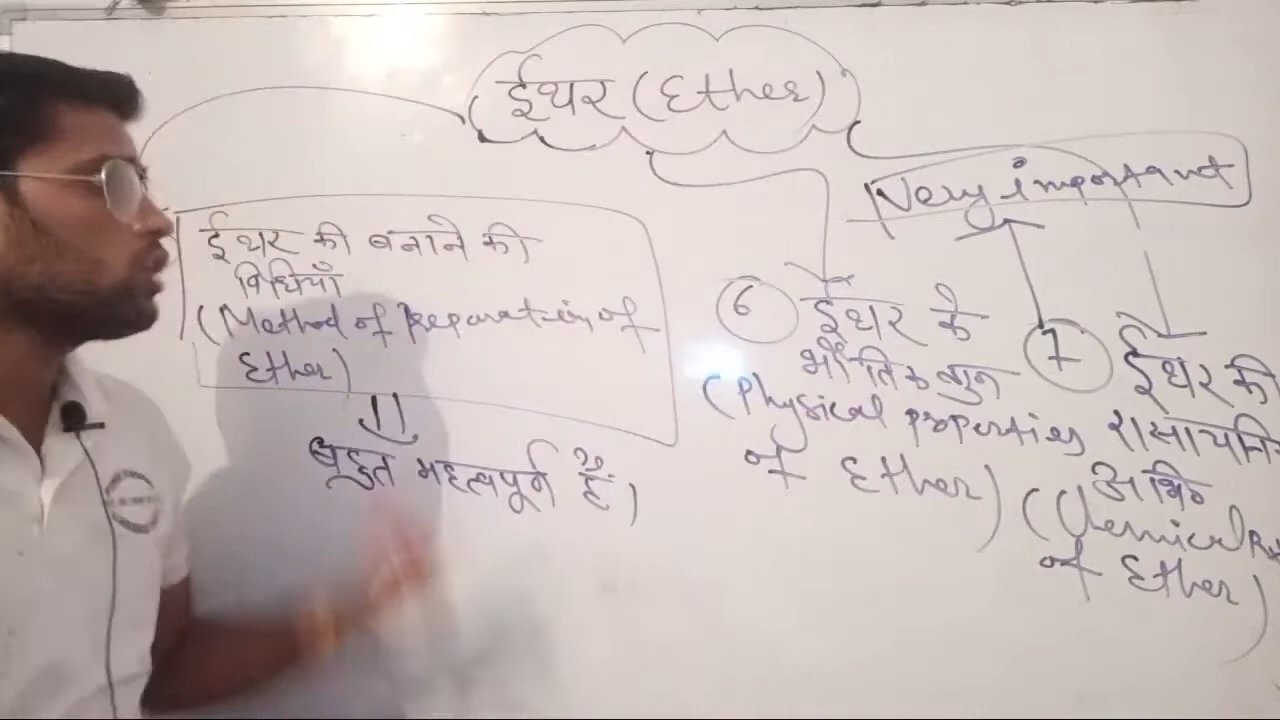 ईथर (Ether)
Very important
ईथर की बनाने की
विधियाँ
(Method of Preparation of
Ether)
बहुत महत्वपूर्ण है।
6 ईथर के
भौतिक गुन
(Physical properties
of Ether)
7 ईथर की
रासायनि
अभि
(Chemical Rx
of Ether)